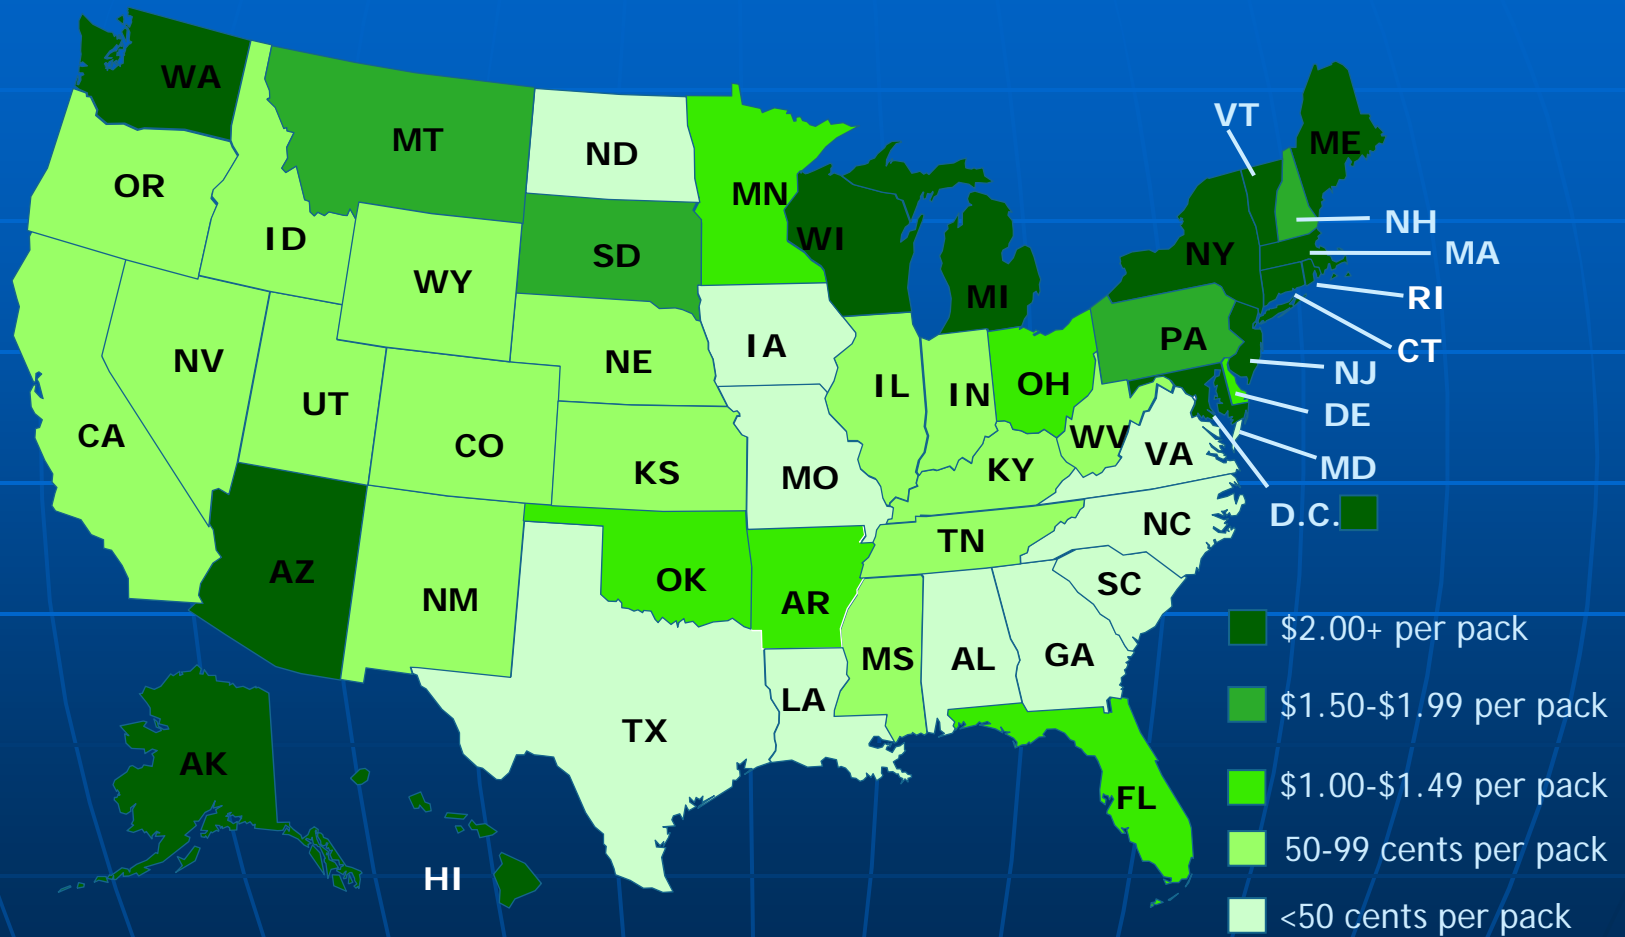 WA
MT
ND
MN
VT
ME
OR
ID
WY
SD
WI
MI
NY
NH
MA
RI
CT
NV
UT
CO
NE
IA
IL
IN
OH
PA
NJ
DE
MD
D.C.
CA
KS
MO
KY
WV
VA
AZ
NM
OK
AR
TN
NC
SC
MS
AL
GA
LA
TX
FL
AK
HI
$2.00+ per pack
$1.50-$1.99 per pack
$1.00-$1.49 per pack
50-99 cents per pack
<50 cents per pack